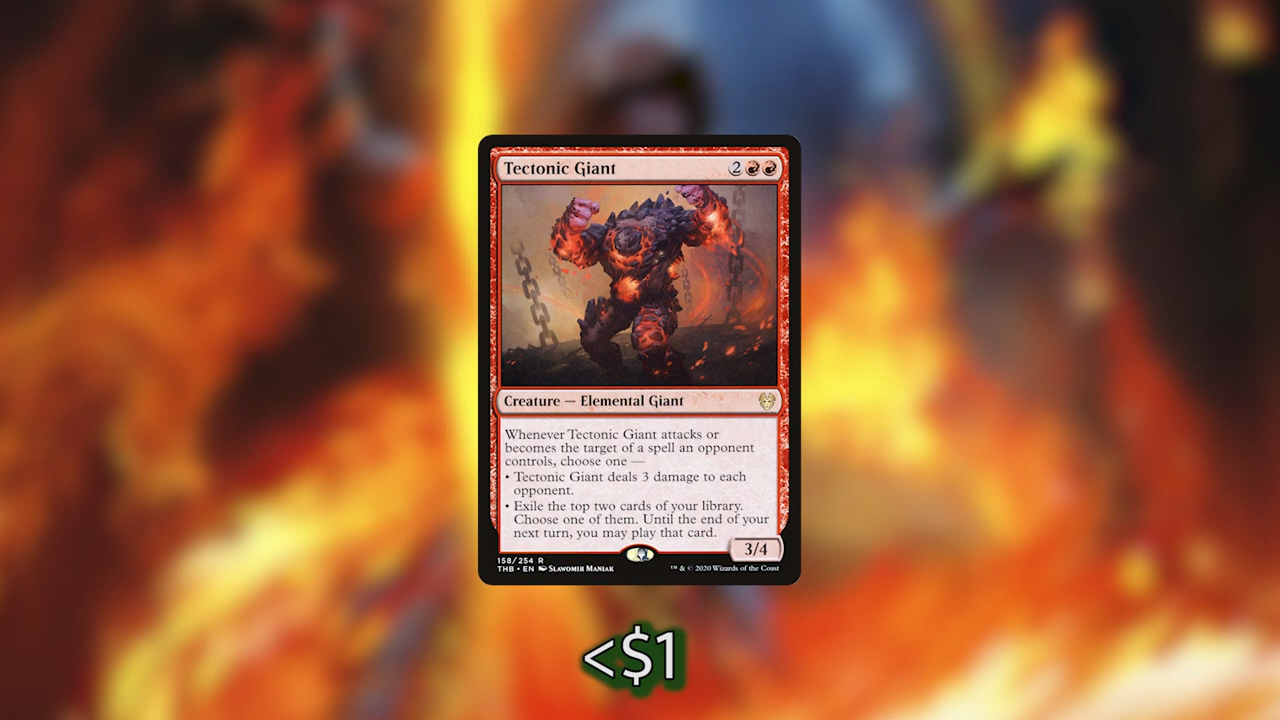 Tectonic Giant 2
Creature — Elemental Giant
Whenever Tectonic Giant attacks or
becomes the target of a spell an opponent
controls, choose one —
• Tectonic Giant deals 3 damage to each
opponent.
• Exile the top two cards of your library.
Choose one of them. Until the end of your
next turn, you may play that card.
3/4
158/254 R
THB • EN Slawomir Maniak ™ & © 2020 Wizards of the Coast
<$1